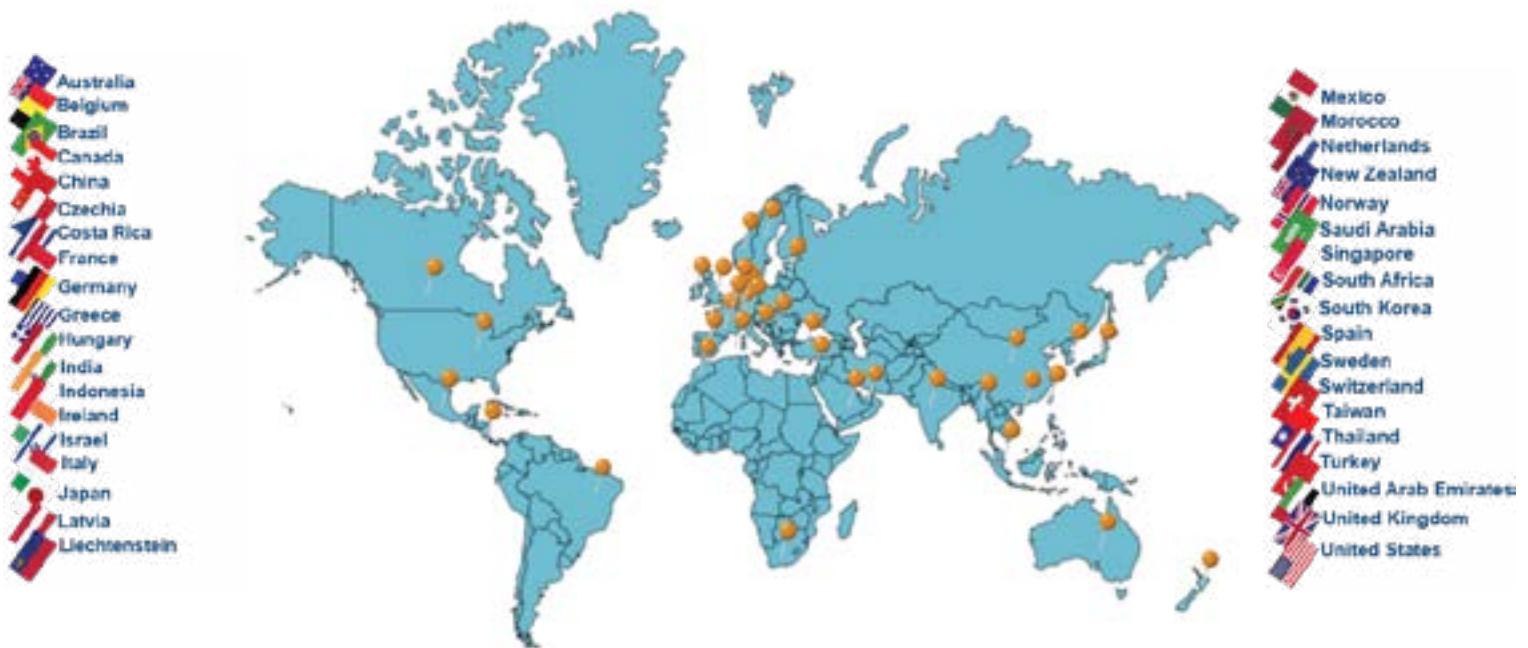 Australia
Belgium
Brazil
Canada
China
Czechia
Costa Rica
France
Germany
Greece
Hungary
India
Indonesia
Ireland
Israel
Italy
Japan
Latvia
Liechtenstein
Mexico
Morocco
Netherlands
New Zealand
Norway
Saudi Arabia
Singapore
South Africa
South Korea
Spain
Sweden
Switzerland
Taiwan
Thailand
Turkey
United Arab Emirates
United Kingdom
United States